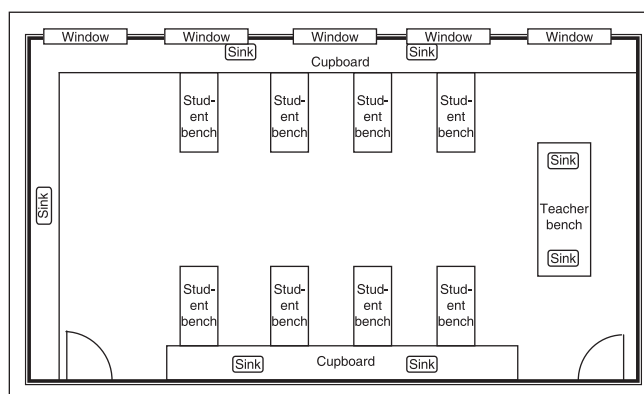 Window Window Window Window Window
Sink Sink
Cupboard
Stud-
ent
bench
Stud-
ent
bench
Stud-
ent
bench
Stud-
ent
bench
Sink
Sink
Teacher
bench
Sink
Stud-
ent
bench
Stud-
ent
bench
Stud-
ent
bench
Stud-
ent
bench
Sink Cupboard Sink